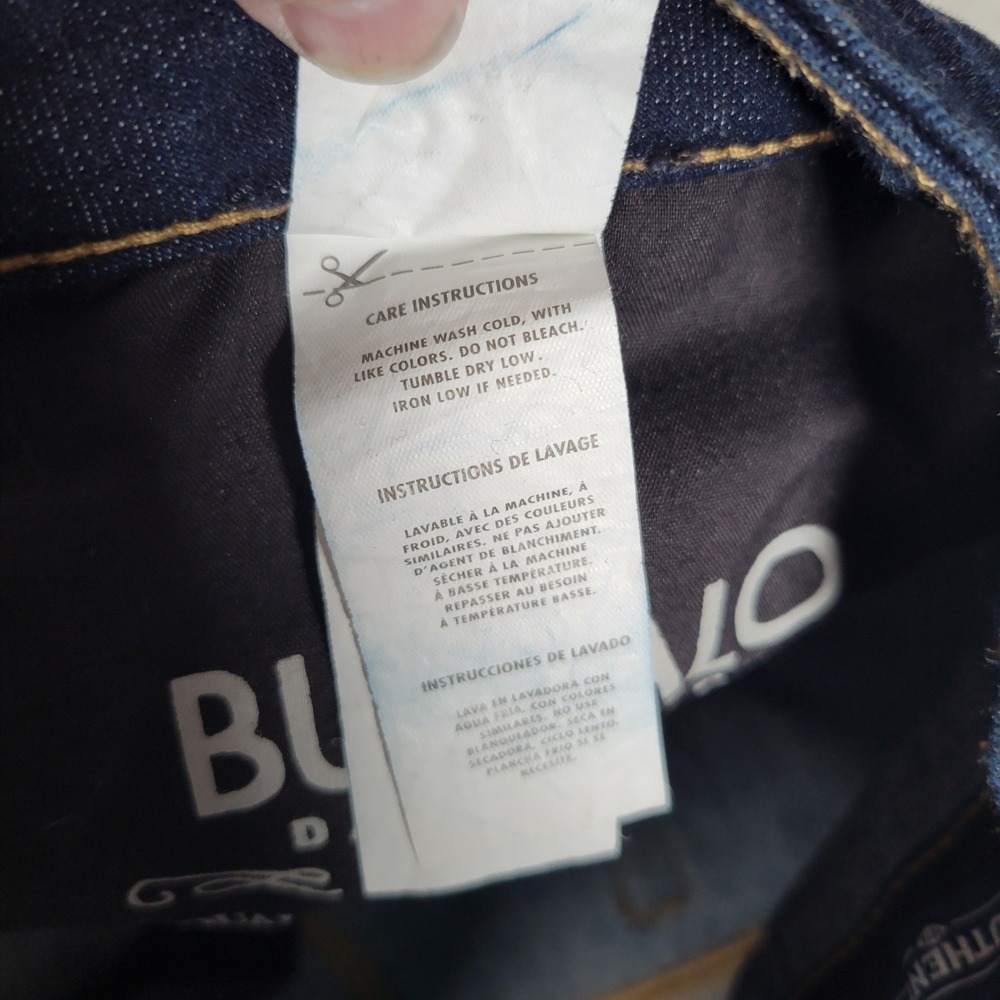 CARE INSTRUCTIONS
MACHINE WASH COLD, WITH
LIKE COLORS. DO NOT BLEACH.
TUMBLE DRY LOW.
IRON LOW IF NEEDED.
INSTRUCTIONS DE LAVAGE
LAVABLE À LA MACHINE, À
FROID, AVEC DES COULEURS
SIMILAIRES. NE PAS AJOUTER
D'AGENT DE BLANCHIMENT.
SÉCHER À LA MACHINE
À BASSE TEMPÉRATURE.
REPASSER AU BESOIN
À TEMPÉRATURE BASSE.
INSTRUCCIONES DE LAVADO
LAVA EN LAVADORA CON
AGUA FRIA, CON COLORES
SIMILARES. NO USE
BLANQUEADOR. SECA EN
SECADORA, CICLO LENTO.
PLANCHA FRIO SI SE
NECESITE.
BU
LO
D